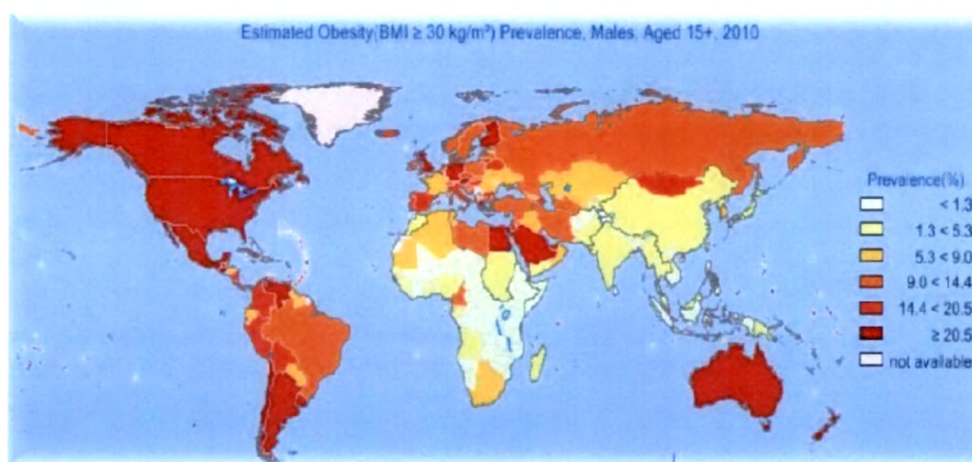 Estimated Obesity(BMI ≥ 30 kg/m²) Prevalence, Males, Aged 15+, 2010
Prevalence(%)
< 1.3
1.3 < 5.3
5.3 < 9.0
9.0 < 14.4
14.4 < 20.5
≥ 20.5
not available